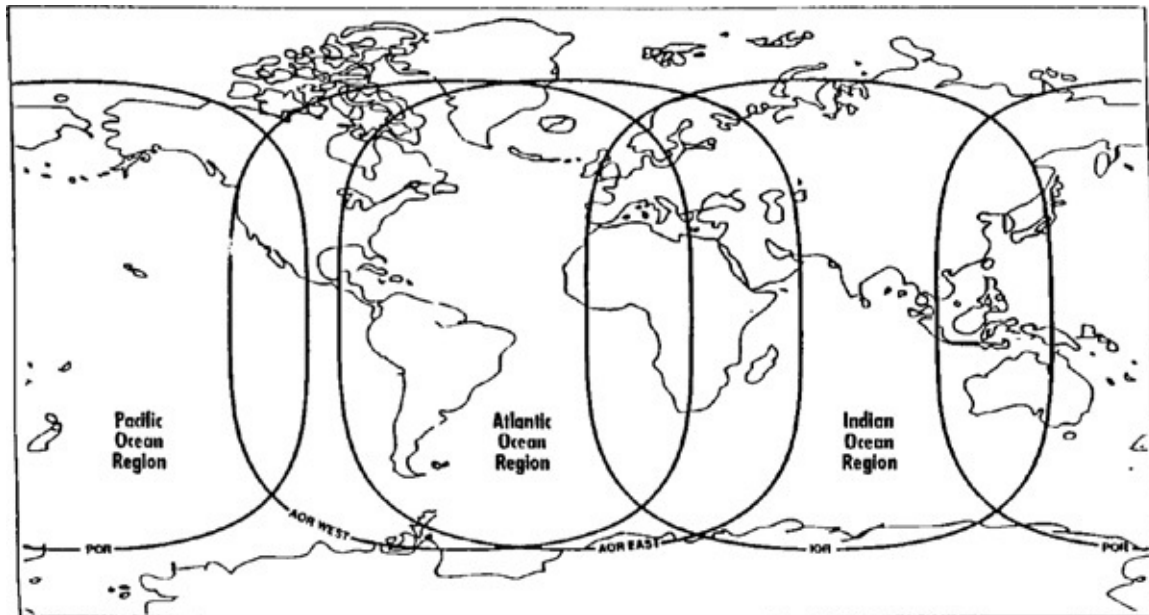 Pacific
Ocean
Region
Atlantic
Ocean
Region
Indian
Ocean
Region
POR
AOR WEST
AOR EAST
IOR
POR